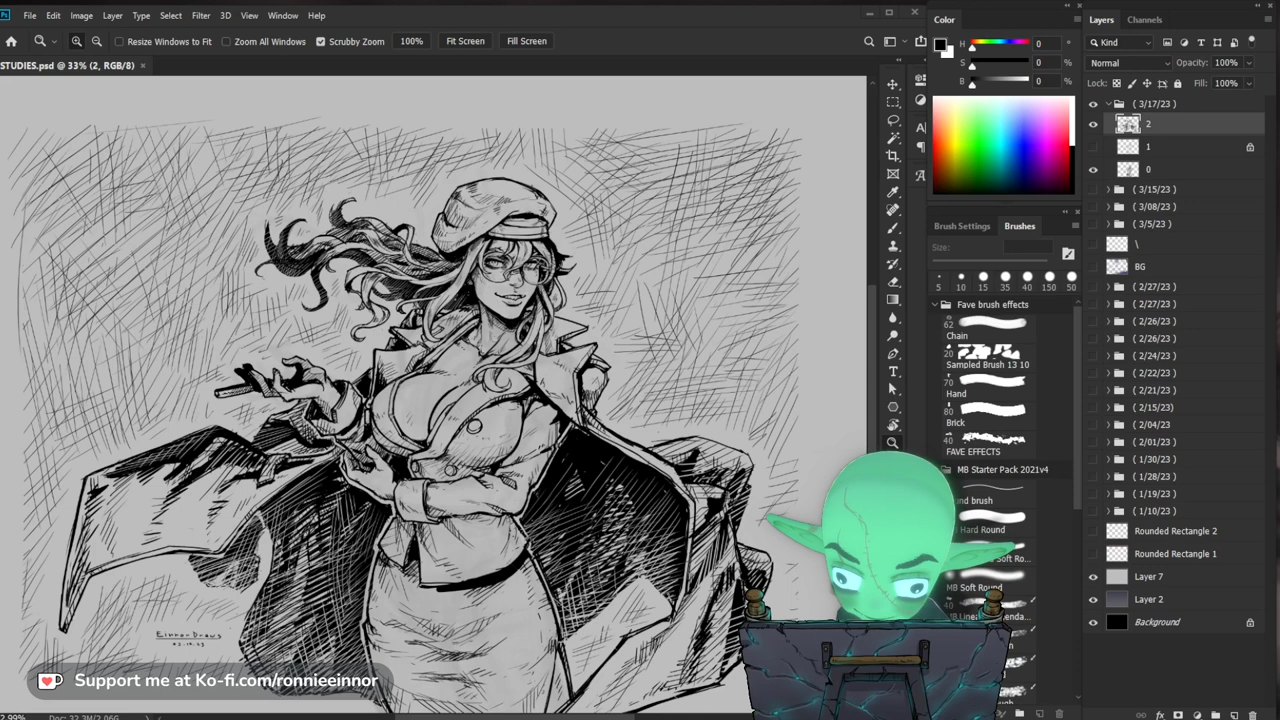 File Edit Image Layer Type Select Filter 3D View Window Help
Resize Windows to Fit Zoom All Windows Scrubby Zoom 100% Fit Screen Fill Screen
STUDIES.psd @ 33% (2, RGB/8) ×
Color
H 0 °
S 0 %
B 0 %
Brush Settings Brushes
Size:
5 10 15 35 40 150 50
Fave brush effects
62
Chain
20
Sampled Brush 13 10
70
Hand
80
Brick
40
FAVE EFFECTS
MB Starter Pack 2021v4
Hard Round
MB Soft Round
Layers Channels
Kind
Normal Opacity: 100%
Lock: Fill: 100%
( 3/17/23 )
2
1
0
( 3/15/23 )
( 3/08/23 )
( 3/5/23 )
\
BG
( 2/27/23 )
( 2/27/23 )
( 2/26/23 )
( 2/26/23 )
( 2/24/23 )
( 2/22/23 )
( 2/21/23 )
( 2/15/23)
( 2/04/23
( 2/01/23 )
( 1/30/23 )
( 1/28/23 )
( 1/19/23 )
( 1/10/23 )
Rounded Rectangle 2
Rounded Rectangle 1
Layer 7
Layer 2
Background
Einnor Draws
Support me at Ko-fi.com/ronnieeinnor